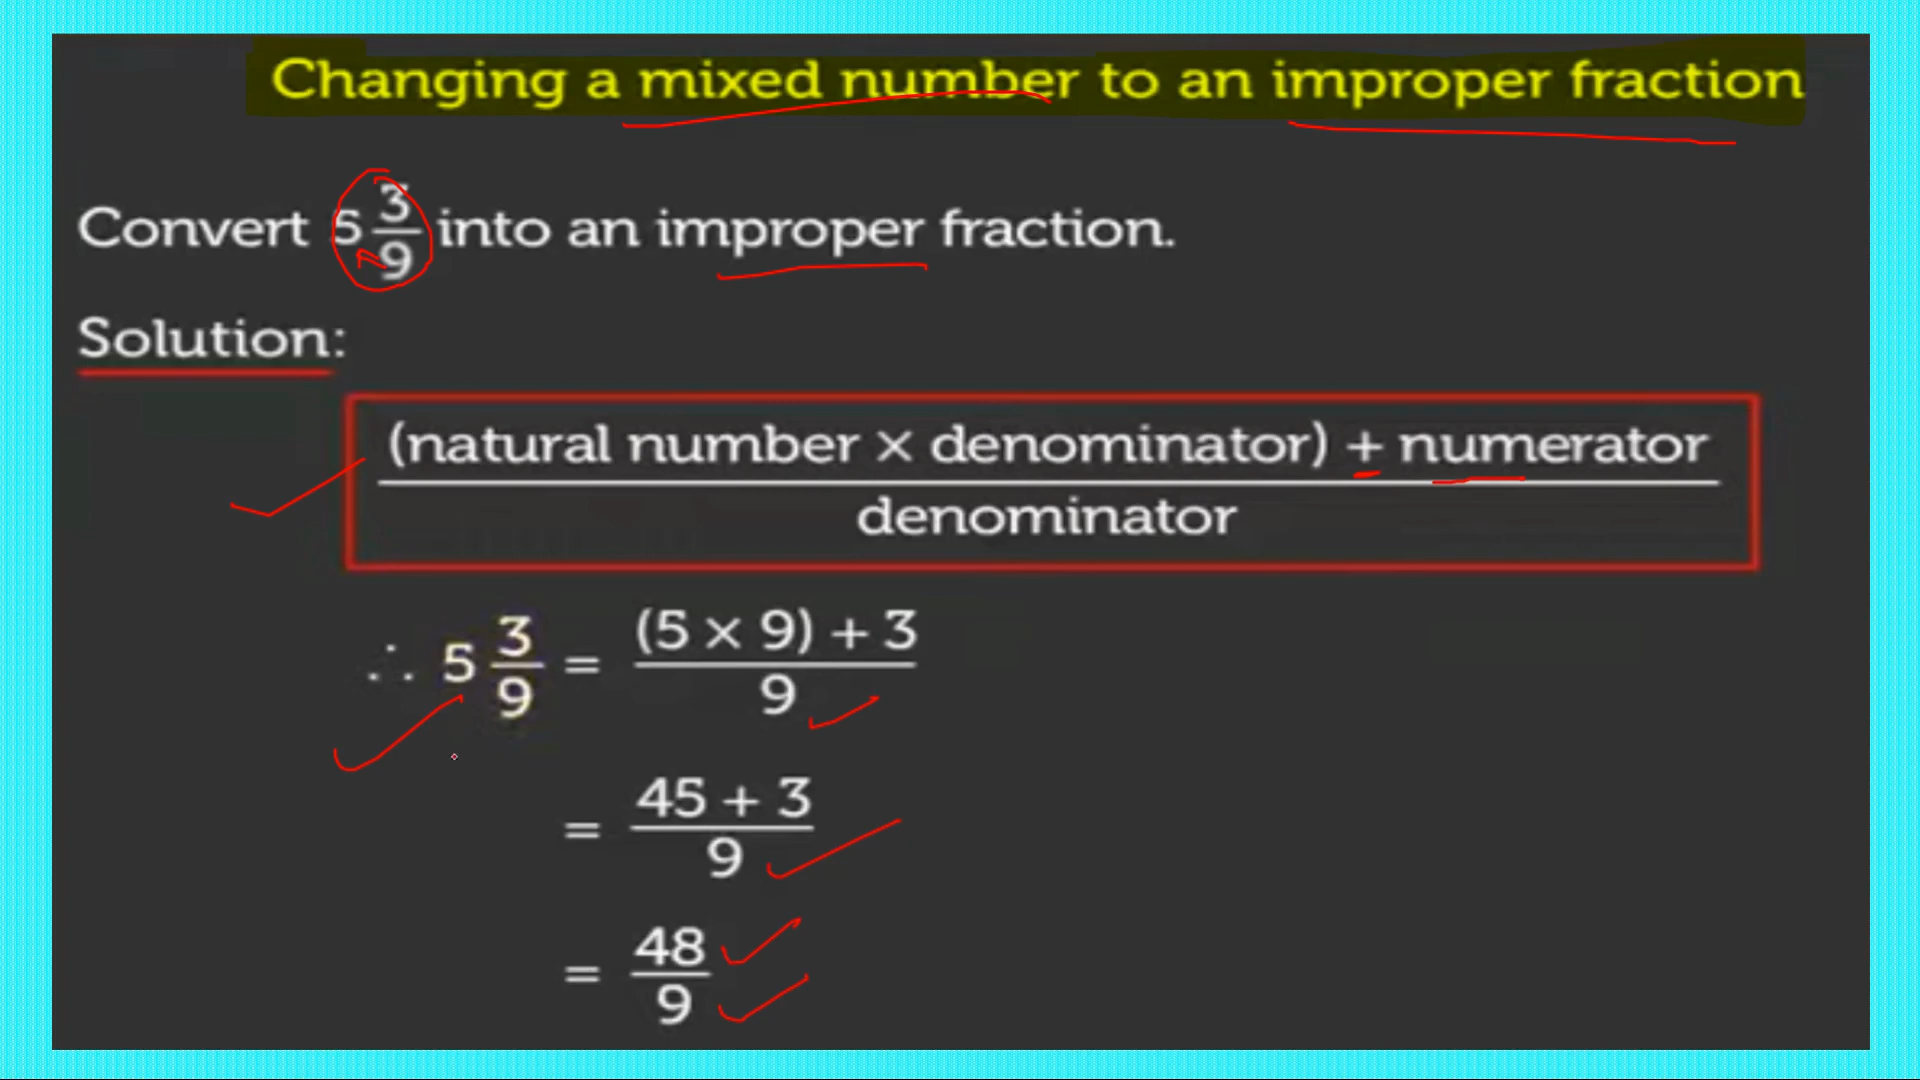 Changing a mixed number to an improper fraction
Convert 5 3/9 into an improper fraction.
Solution:
(natural number × denominator) + numerator
denominator
∴ 5 3/9 = (5 × 9) + 3 / 9
= 45 + 3 / 9
= 48/9